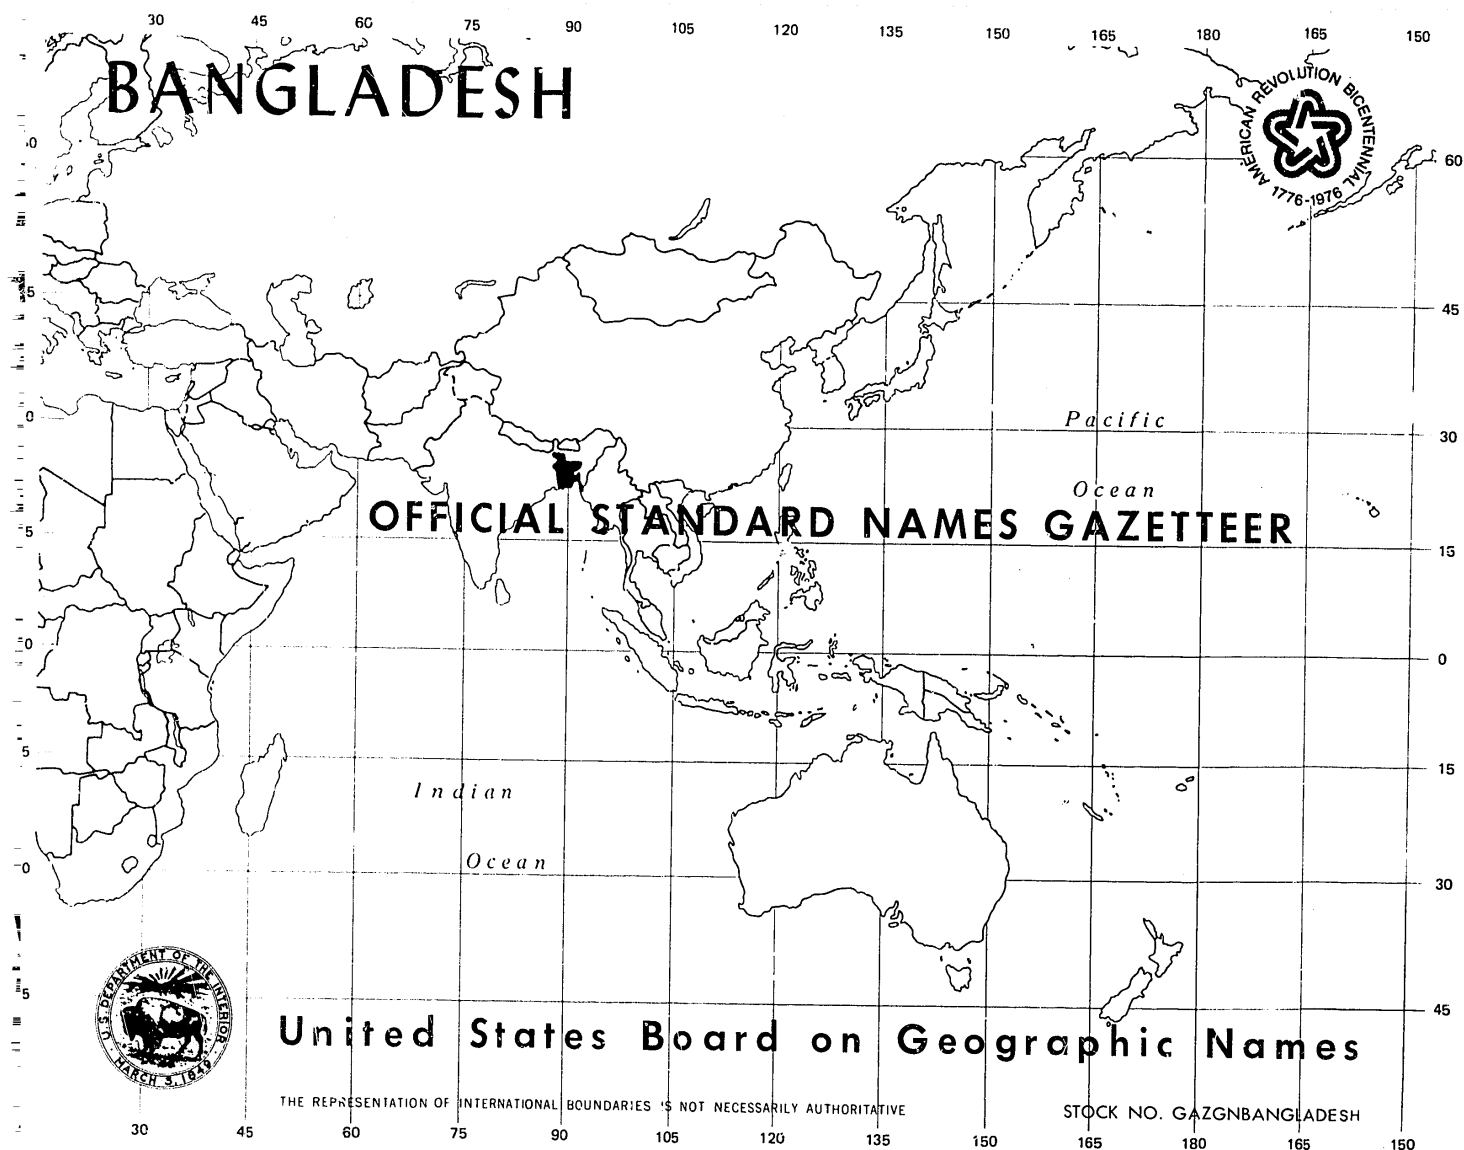 30 45 60 75 90 105 120 135 150 165 180 165 150
BANGLADESH
AMERICAN REVOLUTION BICENTENNIAL
1776-1976
60
45
Pacific
30
Ocean
OFFICIAL STANDARD NAMES GAZETTEER
15
0
Indian
15
Ocean
30
U.S. DEPARTMENT OF THE INTERIOR
MARCH 3, 1849
45
United States Board on Geographic Names
THE REPRESENTATION OF INTERNATIONAL BOUNDARIES IS NOT NECESSARILY AUTHORITATIVE
STOCK NO. GAZGNBANGLADESH
30 45 60 75 90 105 120 135 150 165 180 165 150